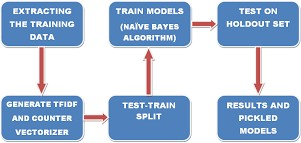 EXTRACTING
THE TRAINING
DATA
GENERATE TFIDF
AND COUNTER
VECTORIZER
TEST-TRAIN
SPLIT
TRAIN MODELS
(NAÏVE BAYES
ALGORITHM)
TEST ON
HOLDOUT SET
RESULTS AND
PICKLED
MODELS